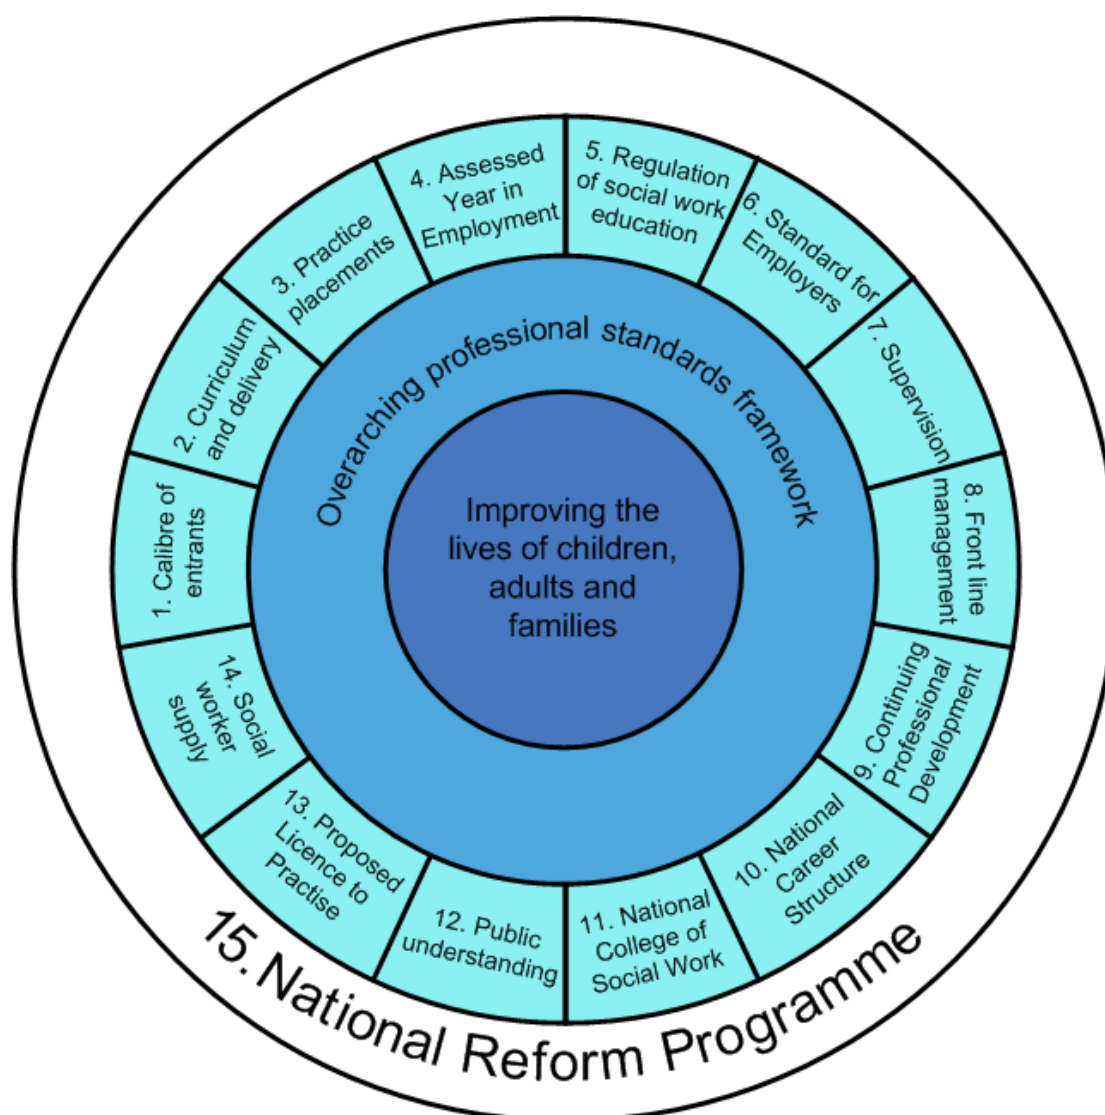 1. Calibre of
entrants
2. Curriculum
and delivery
3. Practice
placements
4. Assessed
Year in
Employment
5. Regulation
of social work
education
6. Standard for
Employers
7. Supervision
8. Front line
management
9. Continuing
Professional
Development
10. National
Career
Structure
11. National
College of
Social Work
12. Public
understanding
13. Proposed
Licence to
Practise
14. Social
worker
supply
Overarching professional standards framework
Improving the
lives of children,
adults and
families
15. National Reform Programme